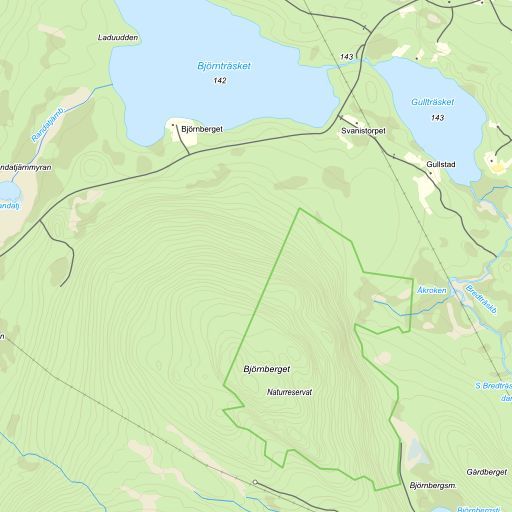 Laduudden
Björnträsket
142
143
Gullträsket
143
Björnberget
Svanistorpet
Gullstad
Åkroken
Björnberget
Naturreservat
Gårdberget
Björnbergsm.